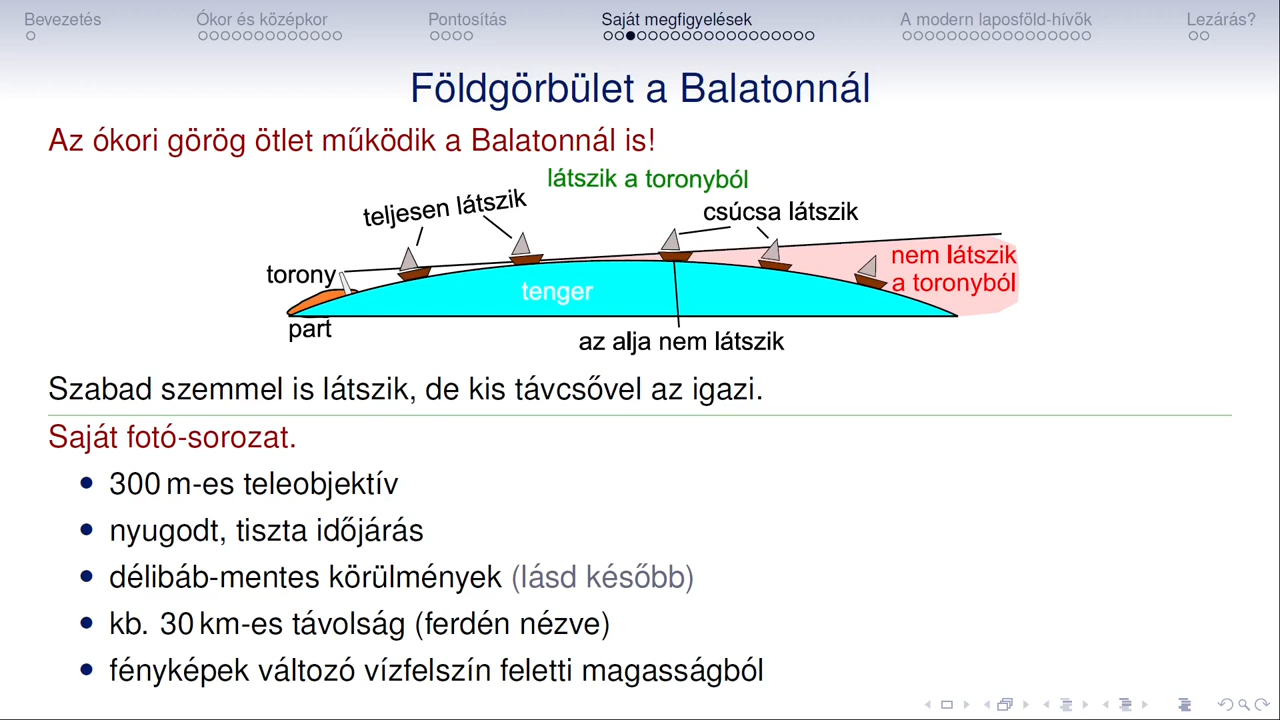 Bevezetés
Ókor és középkor
Pontosítás
Saját megfigyelések
A modern laposföld-hívők
Lezárás?
Földgörbület a Balatonnál
Az ókori görög ötlet működik a Balatonnál is!
látszik a toronyból
teljesen látszik
csúcsa látszik
torony
nem látszik
a toronyból
tenger
part
az alja nem látszik
Szabad szemmel is látszik, de kis távcsővel az igazi.
Saját fotó-sorozat.
300 m-es teleobjektív
nyugodt, tiszta időjárás
délibáb-mentes körülmények (lásd később)
kb. 30 km-es távolság (ferdén nézve)
fényképek változó vízfelszín feletti magasságból